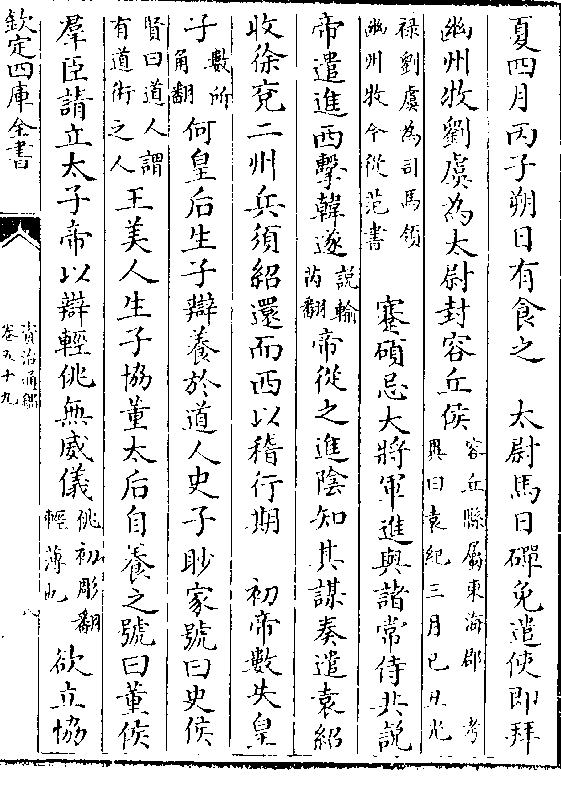 夏四月丙子朔日有食之　太尉馬日磾免遣使即拜
幽州牧劉虞為太尉封容丘侯容丘縣屬東海郡　考異曰袁紀三月已丑光
禄劉虞為司馬領幽州牧今從范書　蹇碩忌大將軍進與諸常侍共說
帝遣進西擊韓遂說輸芮翻帝從之進陰知其謀奏遣袁紹
收徐兖二州兵須紹還而西以稽行期　初帝數失皇
子數所角翻何皇后生子辯養於道人史子眇家號曰史侯
賢曰道人謂有道術之人王美人生子協董太后自養之號曰董侯
羣臣請立太子帝以辯輕佻無威儀佻初彫翻輕薄也欲立協
欽定四庫全書
資治通鑑
卷五十九
八